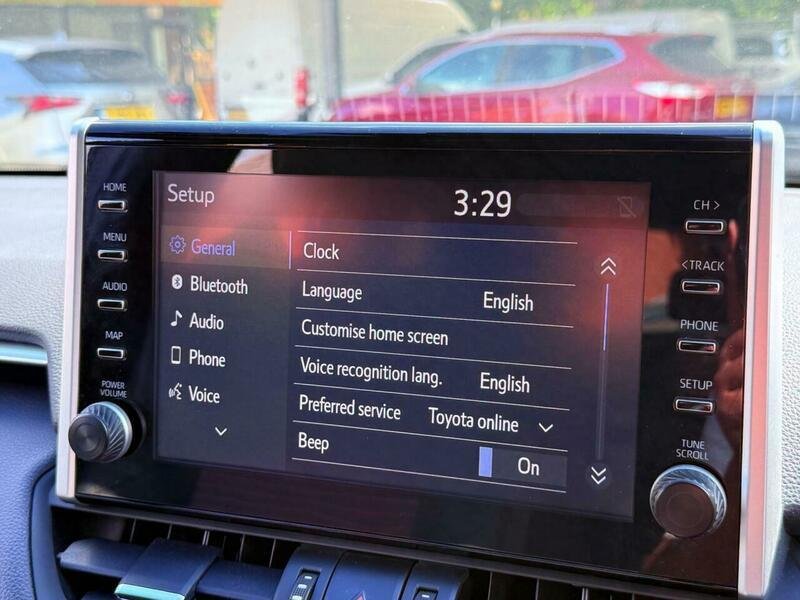 HOME
MENU
AUDIO
MAP
POWER
VOLUME
Setup
3:29
General
Bluetooth
Audio
Phone
Voice
Clock
Language English
Customise home screen
Voice recognition lang. English
Preferred service Toyota online
Beep On
CH >
< TRACK
PHONE
SETUP
TUNE
SCROLL